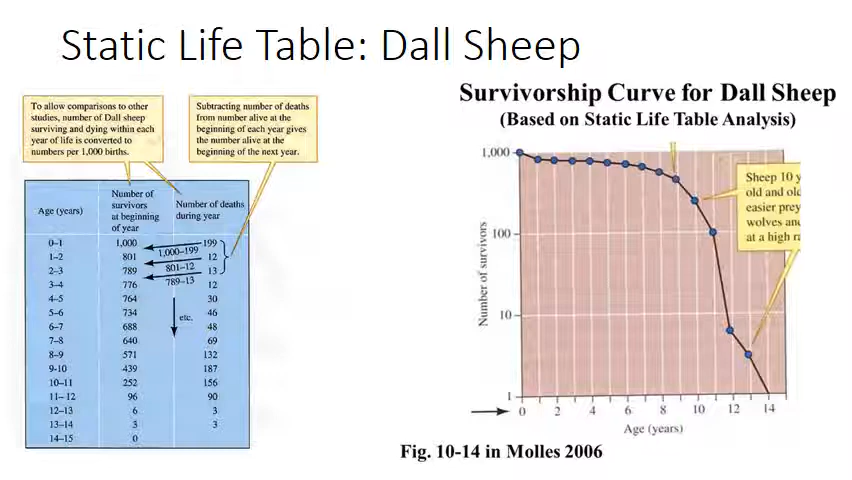 Static Life Table: Dall Sheep
To allow comparisons to other
studies, number of Dall sheep
surviving and dying within each
year of life is converted to
numbers per 1,000 births.
Subtracting number of deaths
from number alive at the
beginning of each year gives
the number alive at the
beginning of the next year.
Age (years)
Number of
survivors
at beginning
of year
Number of deaths
during year
0–1 1,000 199
1,000–199
1–2 801 12
801–12
2–3 789 13
789–13
3–4 776 12
4–5 764 30
5–6 734 46
etc.
6–7 688 48
7–8 640 69
8–9 571 132
9-10 439 187
10–11 252 156
11–12 96 90
12–13 6 3
13–14 3 3
14–15 0
Survivorship Curve for Dall Sheep
(Based on Static Life Table Analysis)
1,000
100
10
1
Number of survivors
Sheep 10 y
old and old
easier prey
wolves and
at a high ra
0 2 4 6 8 10 12 14
Age (years)
Fig. 10-14 in Molles 2006